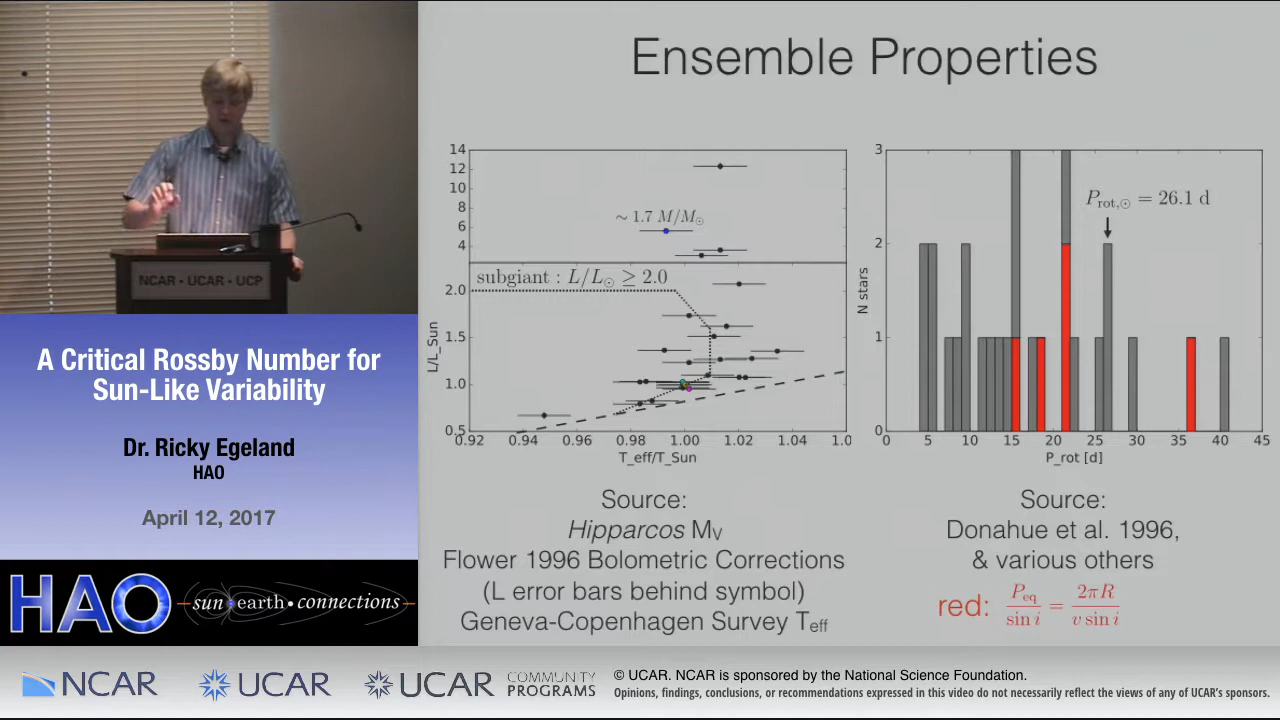 Ensemble Properties
14
12
10
8
6
4
∼ 1.7 M/M☉
subgiant : L/L☉ ≥ 2.0
2.0
1.5
1.0
0.5
L/L_Sun
0.92 0.94 0.96 0.98 1.00 1.02 1.04 1.0
T_eff/T_Sun
3
2
1
0
N stars
Prot,☉ = 26.1 d
0 5 10 15 20 25 30 35 40 45
P_rot [d]
Source:
Hipparcos MV
Flower 1996 Bolometric Corrections
(L error bars behind symbol)
Geneva-Copenhagen Survey Teff
Source:
Donahue et al. 1996,
& various others
red: Peq/sin i = 2πR/v sin i
NCAR • UCAR • UCP
A Critical Rossby Number for
Sun-Like Variability
Dr. Ricky Egeland
HAO
April 12, 2017
HAO
sun • earth • connections
NCAR
UCAR
UCAR
COMMUNITY
PROGRAMS
© UCAR. NCAR is sponsored by the National Science Foundation.
Opinions, findings, conclusions, or recommendations expressed in this video do not necessarily reflect the views of any of UCAR's sponsors.